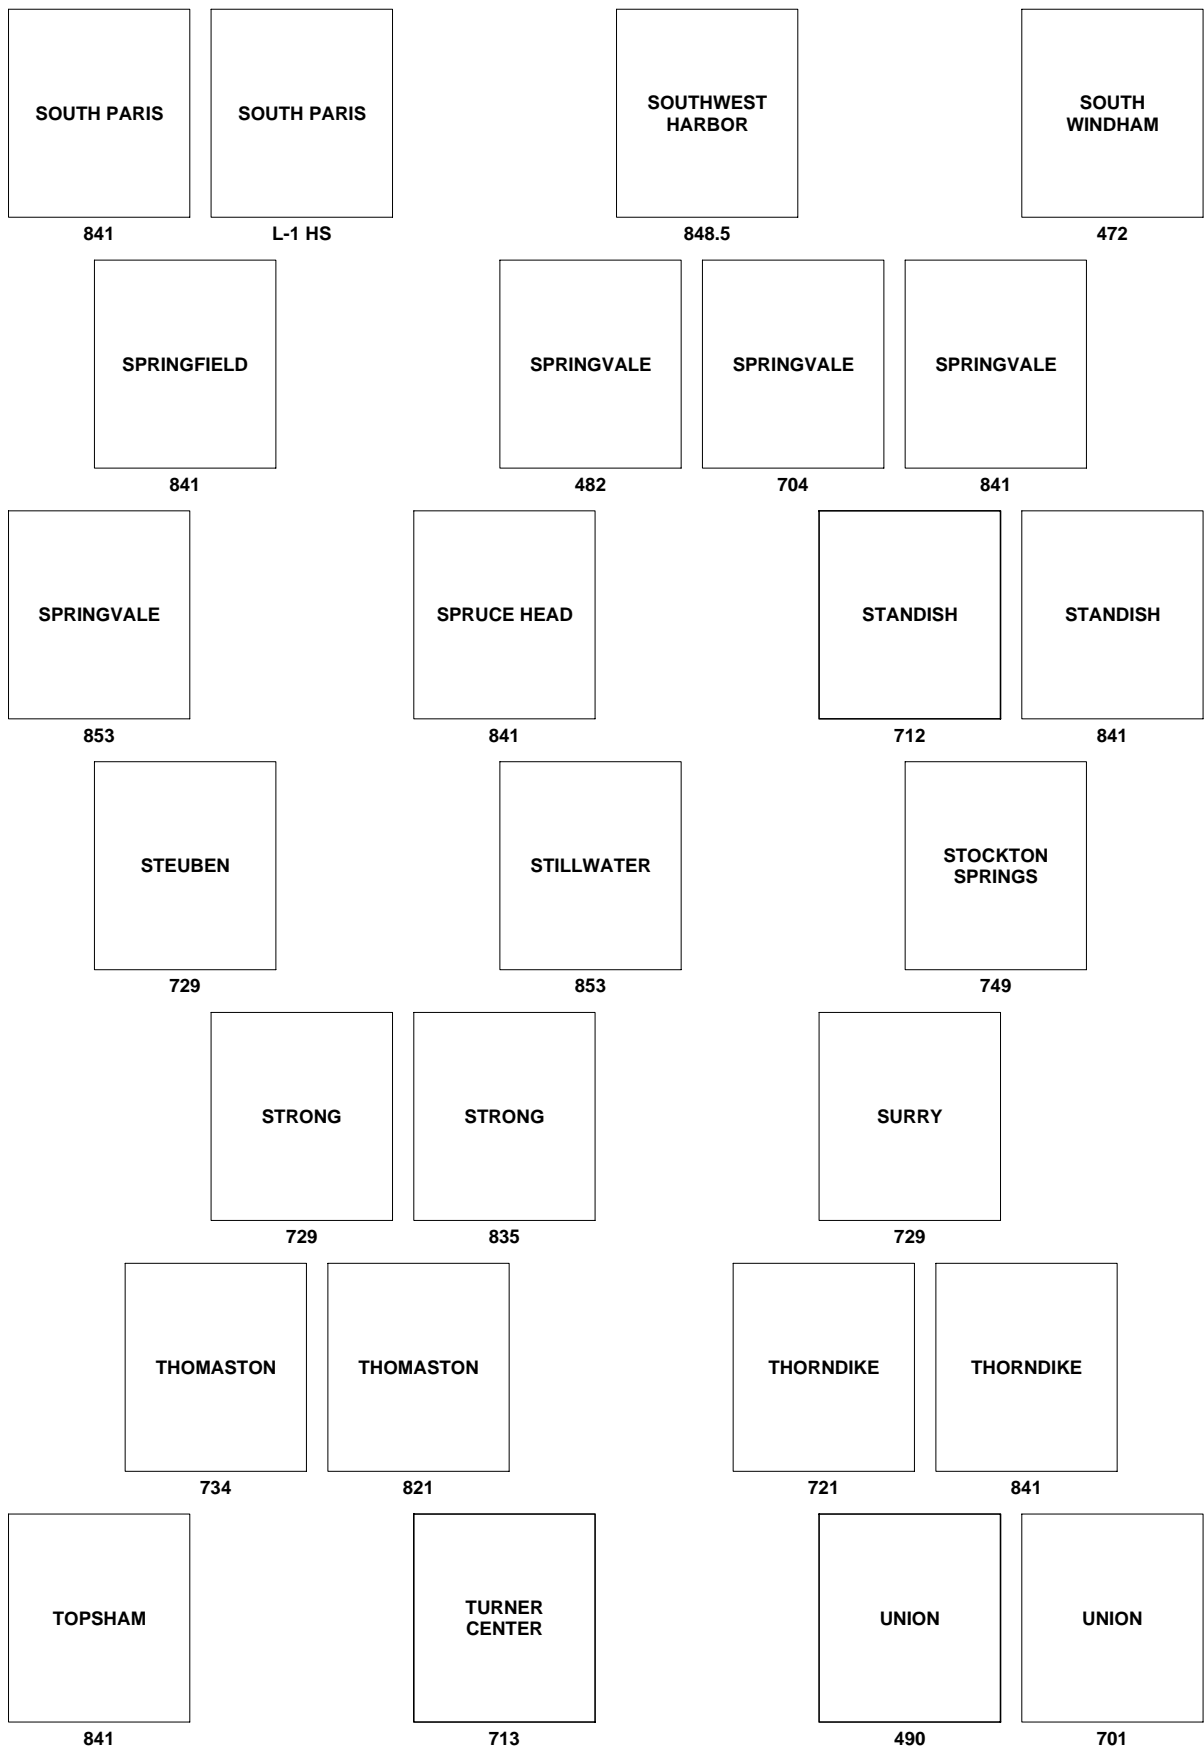 SOUTH PARIS
841
SOUTH PARIS
L-1 HS
SOUTHWEST
HARBOR
848.5
SOUTH
WINDHAM
472
SPRINGFIELD
841
SPRINGVALE
482
SPRINGVALE
704
SPRINGVALE
841
SPRINGVALE
853
SPRUCE HEAD
841
STANDISH
712
STANDISH
841
STEUBEN
729
STILLWATER
853
STOCKTON
SPRINGS
749
STRONG
729
STRONG
835
SURRY
729
THOMASTON
734
THOMASTON
821
THORNDIKE
721
THORNDIKE
841
TOPSHAM
841
TURNER
CENTER
713
UNION
490
UNION
701